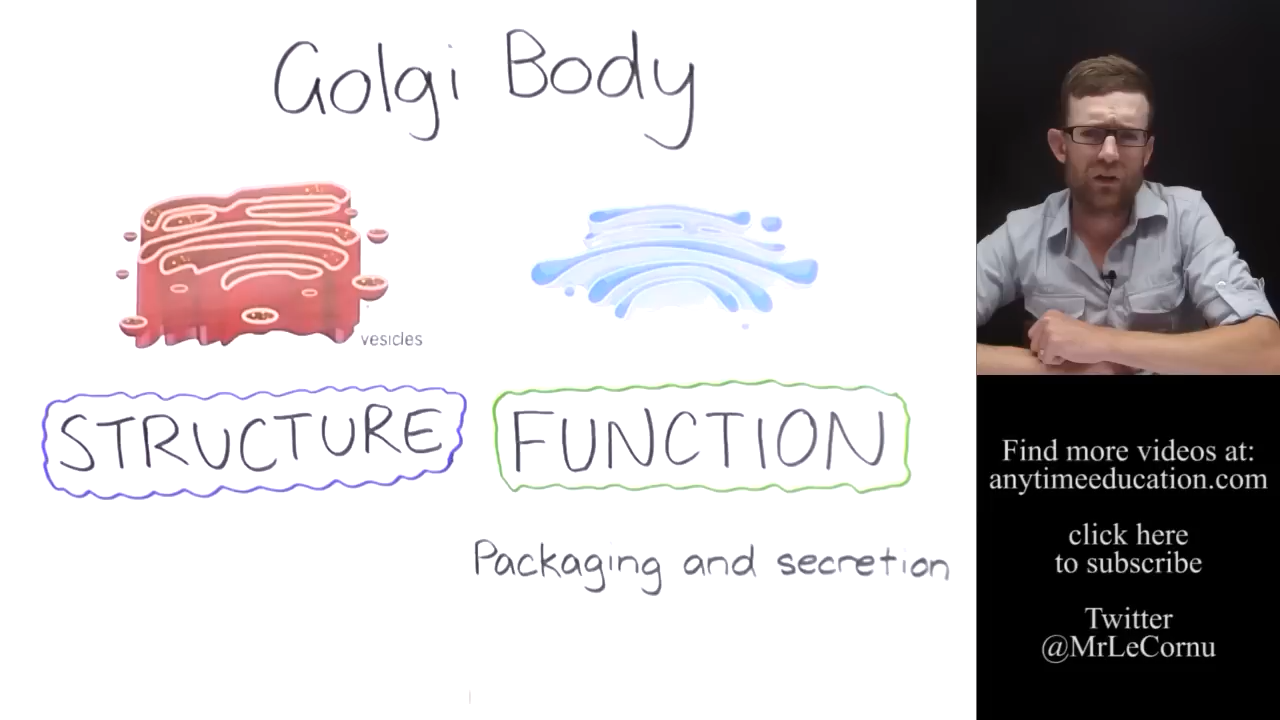 Golgi Body
vesicles
STRUCTURE
FUNCTION
Packaging and secretion
Find more videos at:
anytimeeducation.com
click here
to subscribe
Twitter
@MrLeCornu